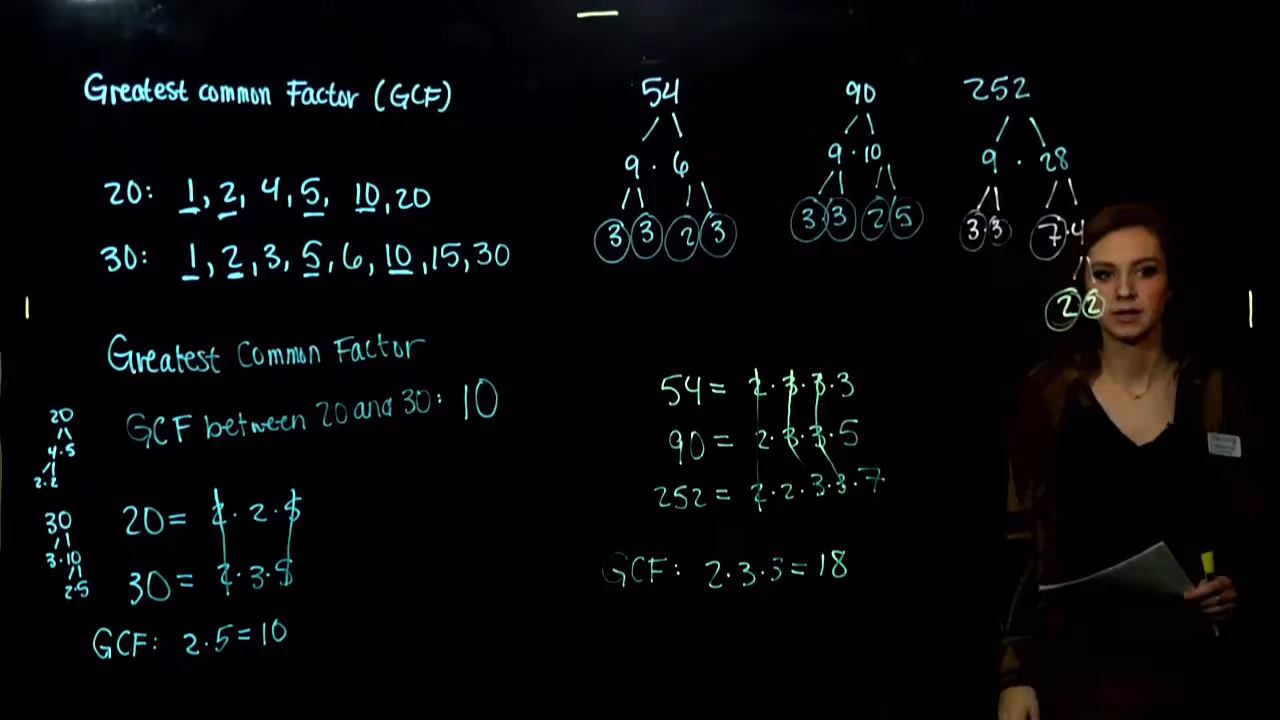 Greatest common Factor (GCF)
20: 1, 2, 4, 5, 10, 20
30: 1, 2, 3, 5, 6, 10, 15, 30
Greatest Common Factor
GCF between 20 and 30: 10
20
4·5
2·2
30
3·10
2·5
20 = 2·2·5
30 = 2·3·5
GCF: 2·5=10
54
9·6
3 3 2 3
90
9·10
3·3 2 5
252
9·28
3·3 7·4
2 2
54 = 2·3·3·3
90 = 2·3·3·5
252 = 2·2·3·3·7
GCF: 2·3·3=18